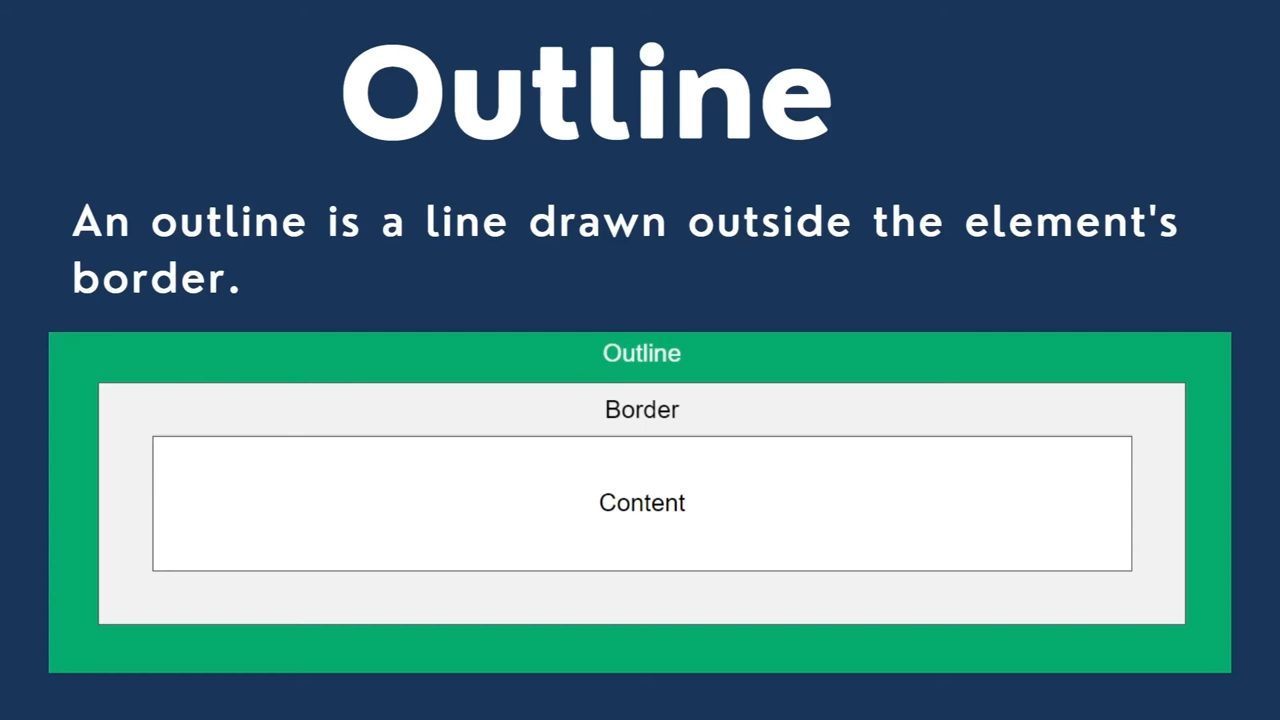 Outline
An outline is a line drawn outside the element's
border.
Outline
Border
Content